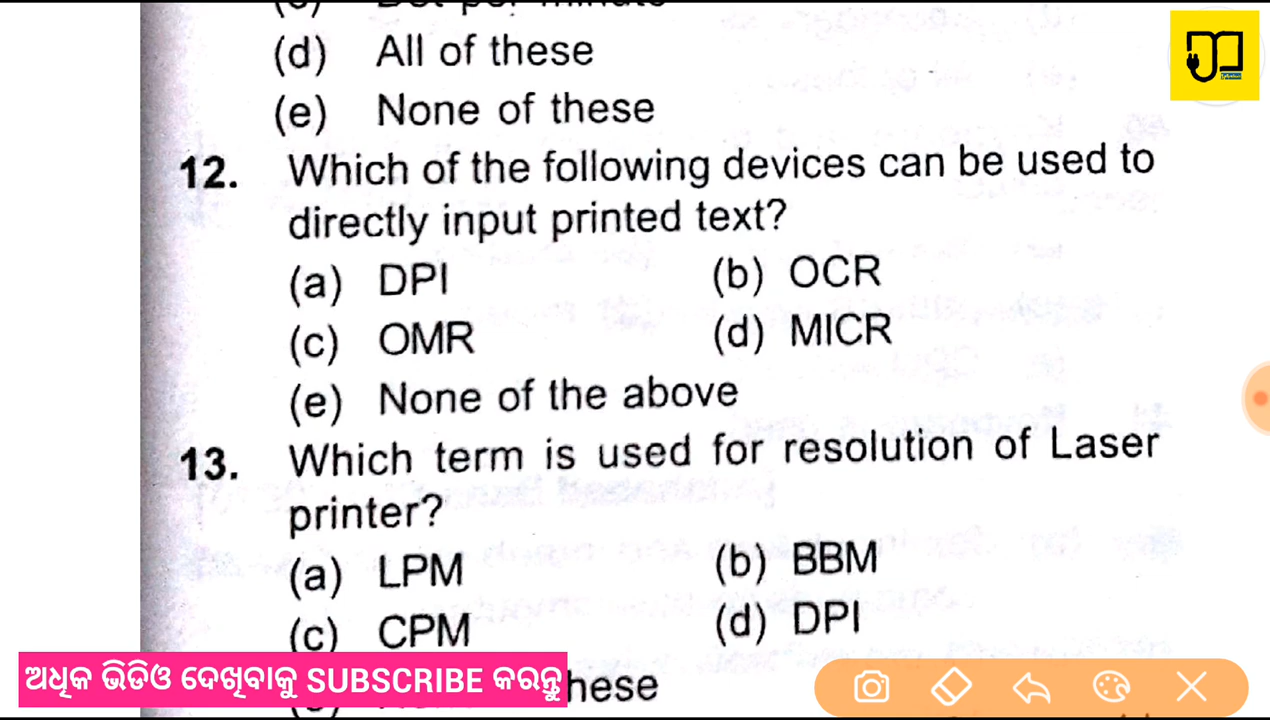 (d) All of these
(e) None of these
12. Which of the following devices can be used to
directly input printed text?
(a) DPI (b) OCR
(c) OMR (d) MICR
(e) None of the above
13. Which term is used for resolution of Laser
printer?
(a) LPM (b) BBM
(c) CPM (d) DPI
ଅଧିକ ଭିଡିଓ ଦେଖିବାକୁ SUBSCRIBE କରନ୍ତୁ
hese